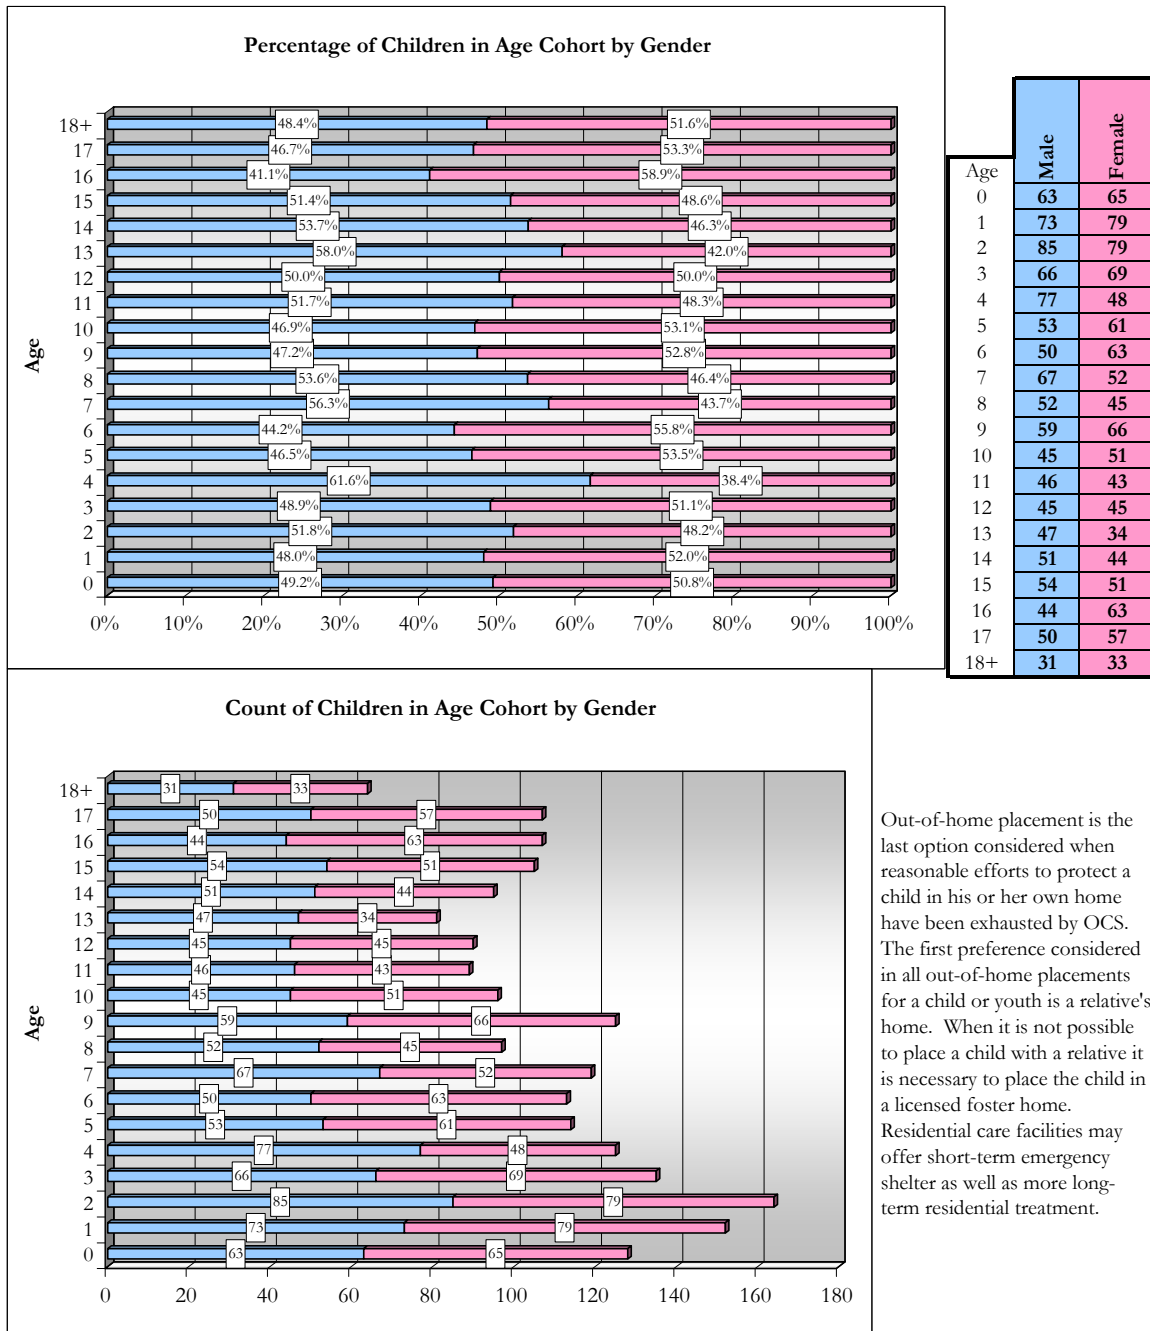 Percentage of Children in Age Cohort by Gender
Age
18+ 48.4% 51.6%
17 46.7% 53.3%
16 41.1% 58.9%
15 51.4% 48.6%
14 53.7% 46.3%
13 58.0% 42.0%
12 50.0% 50.0%
11 51.7% 48.3%
10 46.9% 53.1%
9 47.2% 52.8%
8 53.6% 46.4%
7 56.3% 43.7%
6 44.2% 55.8%
5 46.5% 53.5%
4 61.6% 38.4%
3 48.9% 51.1%
2 51.8% 48.2%
1 48.0% 52.0%
0 49.2% 50.8%
0% 10% 20% 30% 40% 50% 60% 70% 80% 90% 100%
Age Male Female
0 63 65
1 73 79
2 85 79
3 66 69
4 77 48
5 53 61
6 50 63
7 67 52
8 52 45
9 59 66
10 45 51
11 46 43
12 45 45
13 47 34
14 51 44
15 54 51
16 44 63
17 50 57
18+ 31 33
Count of Children in Age Cohort by Gender
Age
18+ 31 33
17 50 57
16 44 63
15 54 51
14 51 44
13 47 34
12 45 45
11 46 43
10 45 51
9 59 66
8 52 45
7 67 52
6 50 63
5 53 61
4 77 48
3 66 69
2 85 79
1 73 79
0 63 65
0 20 40 60 80 100 120 140 160 180
Out-of-home placement is the
last option considered when
reasonable efforts to protect a
child in his or her own home
have been exhausted by OCS.
The first preference considered
in all out-of-home placements
for a child or youth is a relative's
home. When it is not possible
to place a child with a relative it
is necessary to place the child in
a licensed foster home.
Residential care facilities may
offer short-term emergency
shelter as well as more long-
term residential treatment.